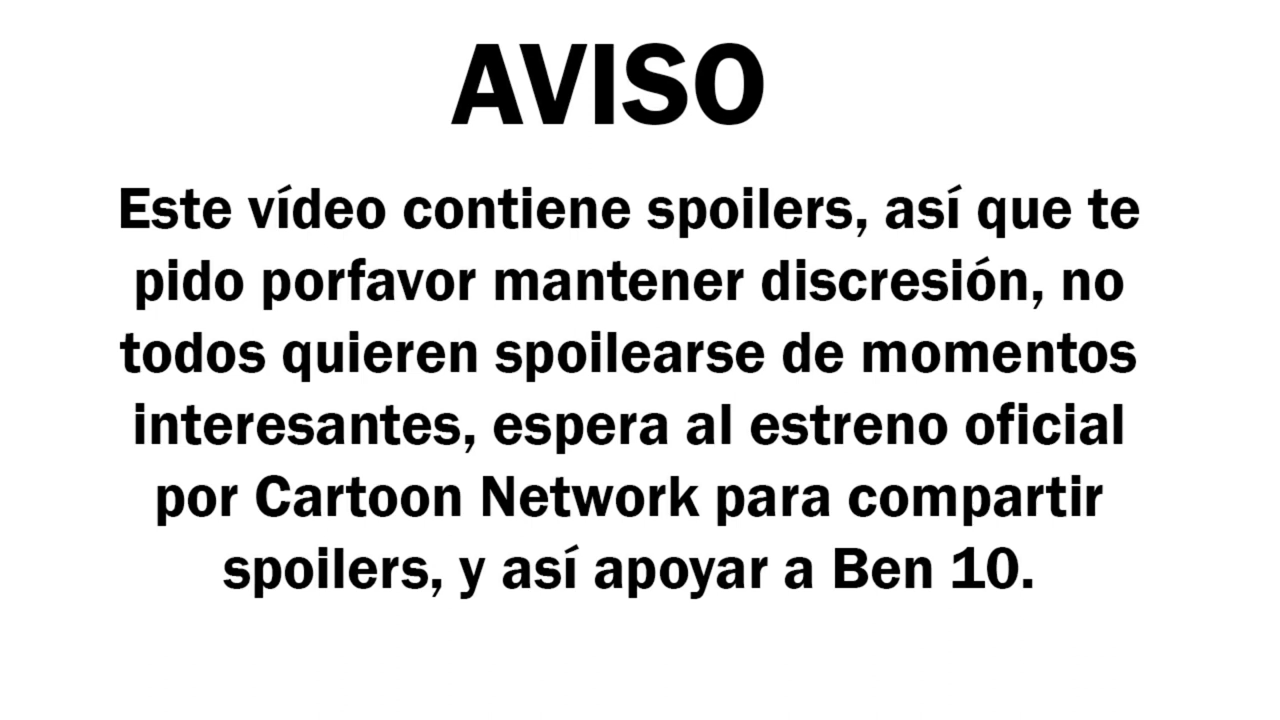 AVISO
Este vídeo contiene spoilers, así que te
pido porfavor mantener discresión, no
todos quieren spoilearse de momentos
interesantes, espera al estreno oficial
por Cartoon Network para compartir
spoilers, y así apoyar a Ben 10.